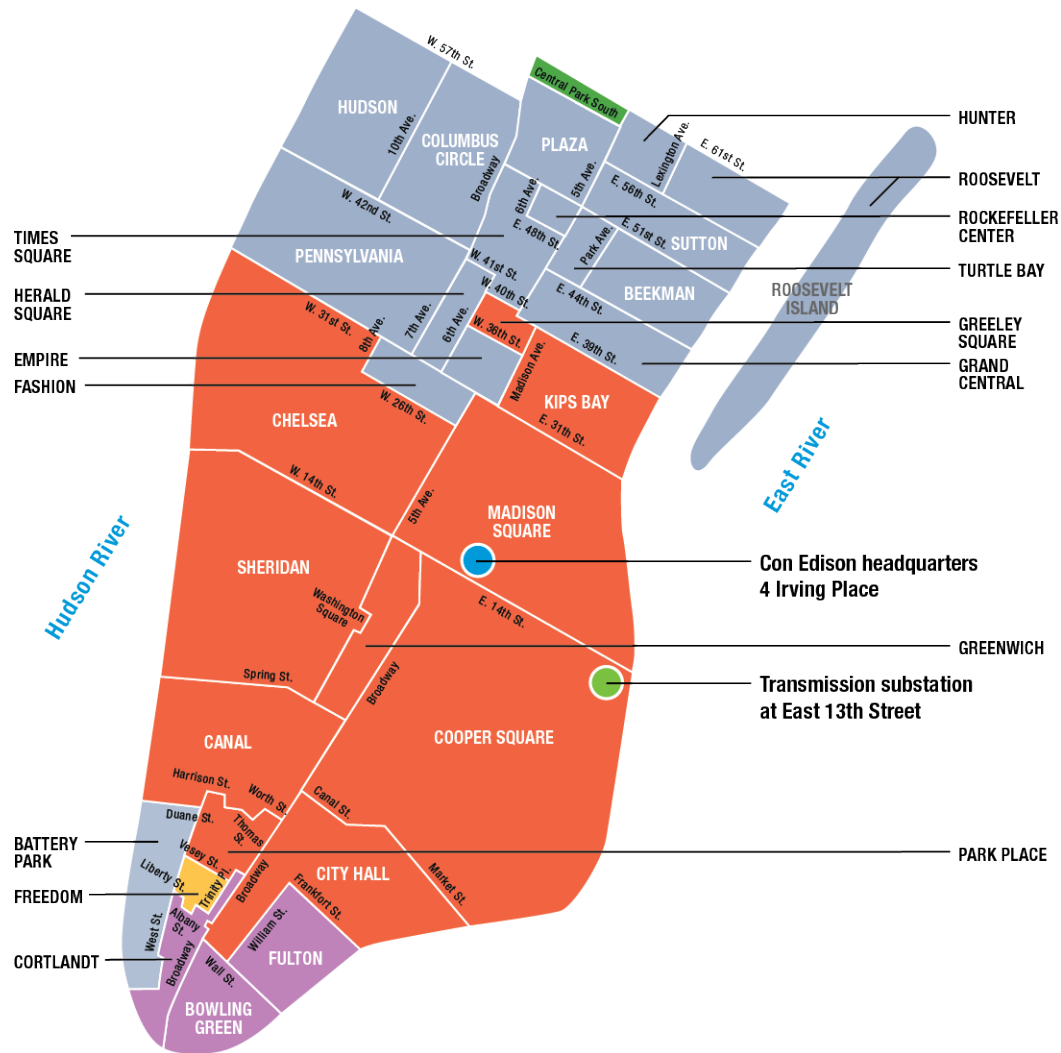 W. 57th St.
Central Park South
HUDSON
10th Ave.
COLUMBUS
CIRCLE
Broadway
PLAZA
5th Ave.
Lexington Ave.
E. 61st St.
HUNTER
ROOSEVELT
E. 56th St.
6th Ave.
W. 42nd St.
E. 48th St.
E. 51st St.
SUTTON
ROCKEFELLER
CENTER
TIMES
SQUARE
PENNSYLVANIA
W. 41st St.
Park Ave.
TURTLE BAY
BEEKMAN
ROOSEVELT
ISLAND
HERALD
SQUARE
W. 31st St.
8th Ave.
7th Ave.
6th Ave.
W. 40th St.
E. 44th St.
W. 36th St.
E. 39th St.
GREELEY
SQUARE
EMPIRE
FASHION
W. 26th St.
Madison Ave.
GRAND
CENTRAL
CHELSEA
KIPS BAY
E. 31st St.
W. 14th St.
5th Ave.
MADISON
SQUARE
East River
Hudson River
Con Edison headquarters
4 Irving Place
SHERIDAN
Washington
Square
E. 14th St.
GREENWICH
Spring St.
Broadway
Transmission substation
at East 13th Street
CANAL
COOPER SQUARE
Harrison St.
Worth St.
Canal St.
Duane St.
Thomas
St.
BATTERY
PARK
Vesey St.
PARK PLACE
Liberty St.
Trinity Pl.
Broadway
CITY HALL
Market St.
FREEDOM
Frankfort St.
West St.
Albany
St.
William St.
CORTLANDT
Broadway
Wall St.
FULTON
BOWLING
GREEN